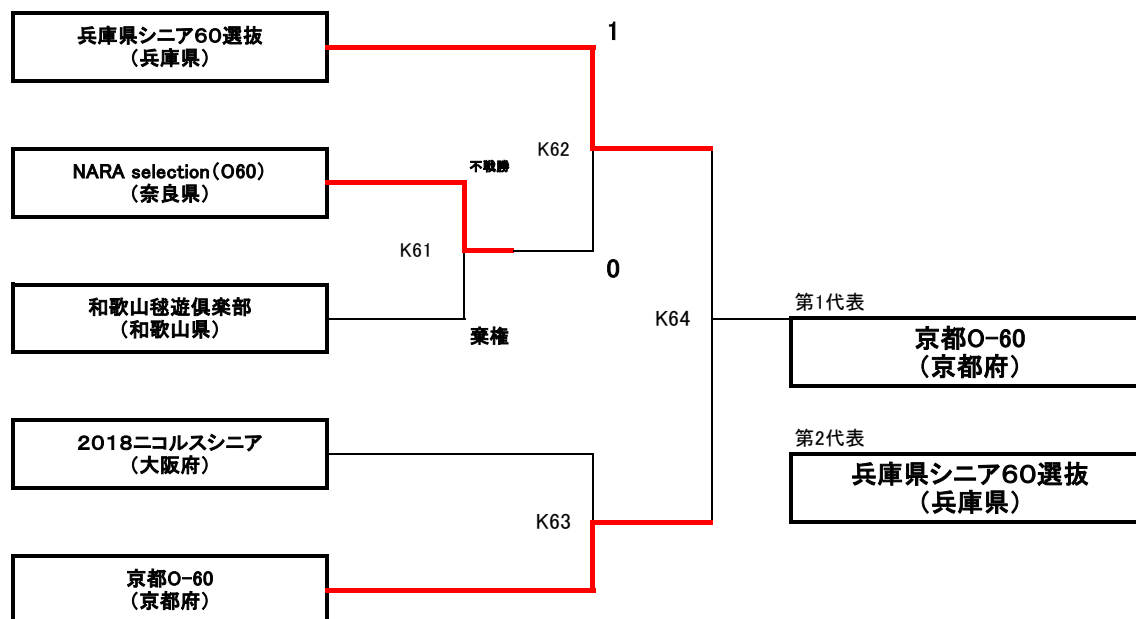 兵庫県シニア60選抜
（兵庫県）
1
K62
NARA selection（O60）
（奈良県）
不戦勝
K61
0
和歌山毬遊倶楽部
（和歌山県）
棄権
K64
第1代表
京都O-60
（京都府）
2018ニコルスシニア
（大阪府）
第2代表
兵庫県シニア60選抜
（兵庫県）
K63
京都O-60
（京都府）